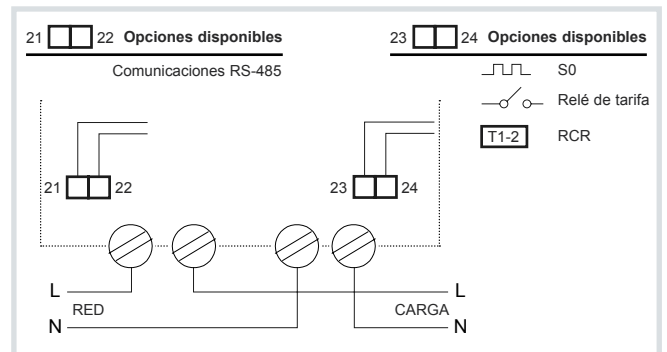 21 22 Opciones disponibles
Comunicaciones RS-485
23 24 Opciones disponibles
S0
Relé de tarifa
T1-2 RCR
21 22
23 24
L L
RED CARGA
N N